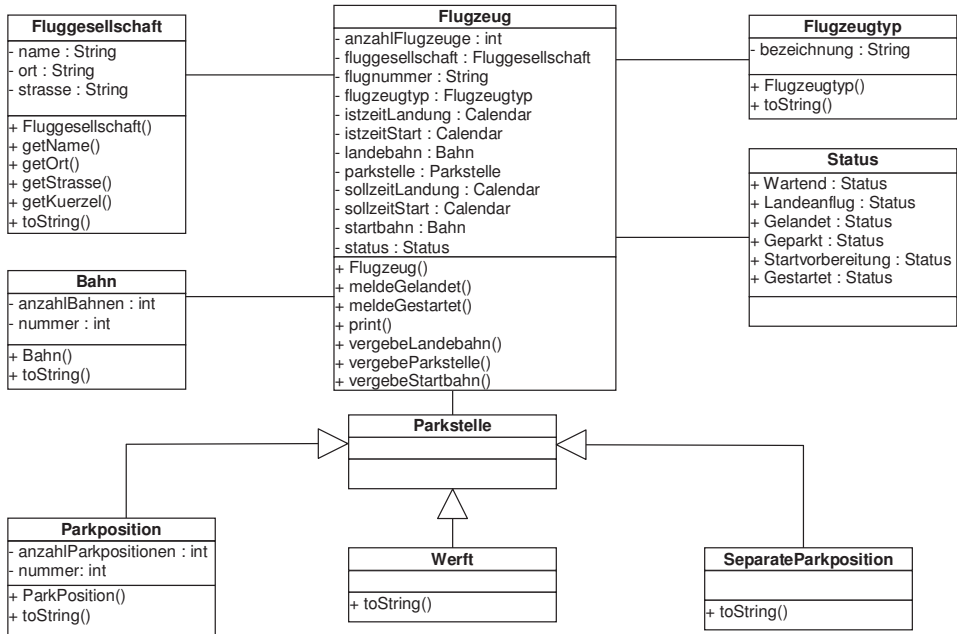 Fluggesellschaft
- name : String
- ort : String
- strasse : String
+ Fluggesellschaft()
+ getName()
+ getOrt()
+ getStrasse()
+ getKuerzel()
+ toString()
Flugzeug
- anzahlFlugzeuge : int
- fluggesellschaft : Fluggesellschaft
- flugnummer : String
- flugzeugtyp : Flugzeugtyp
- istzeitLandung : Calendar
- istzeitStart : Calendar
- landebahn : Bahn
- parkstelle : Parkstelle
- sollzeitLandung : Calendar
- sollzeitStart : Calendar
- startbahn : Bahn
- status : Status
+ Flugzeug()
+ meldeGelandet()
+ meldeGestartet()
+ print()
+ vergebeLandebahn()
+ vergebeParkstelle()
+ vergebeStartbahn()
Flugzeugtyp
- bezeichnung : String
+ Flugzeugtyp()
+ toString()
Status
+ Wartend : Status
+ Landeanflug : Status
+ Gelandet : Status
+ Geparkt : Status
+ Startvorbereitung : Status
+ Gestartet : Status
Bahn
- anzahlBahnen : int
- nummer : int
+ Bahn()
+ toString()
Parkstelle
Parkposition
- anzahlParkpositionen : int
- nummer: int
+ ParkPosition()
+ toString()
Werft
+ toString()
SeparateParkposition
+ toString()